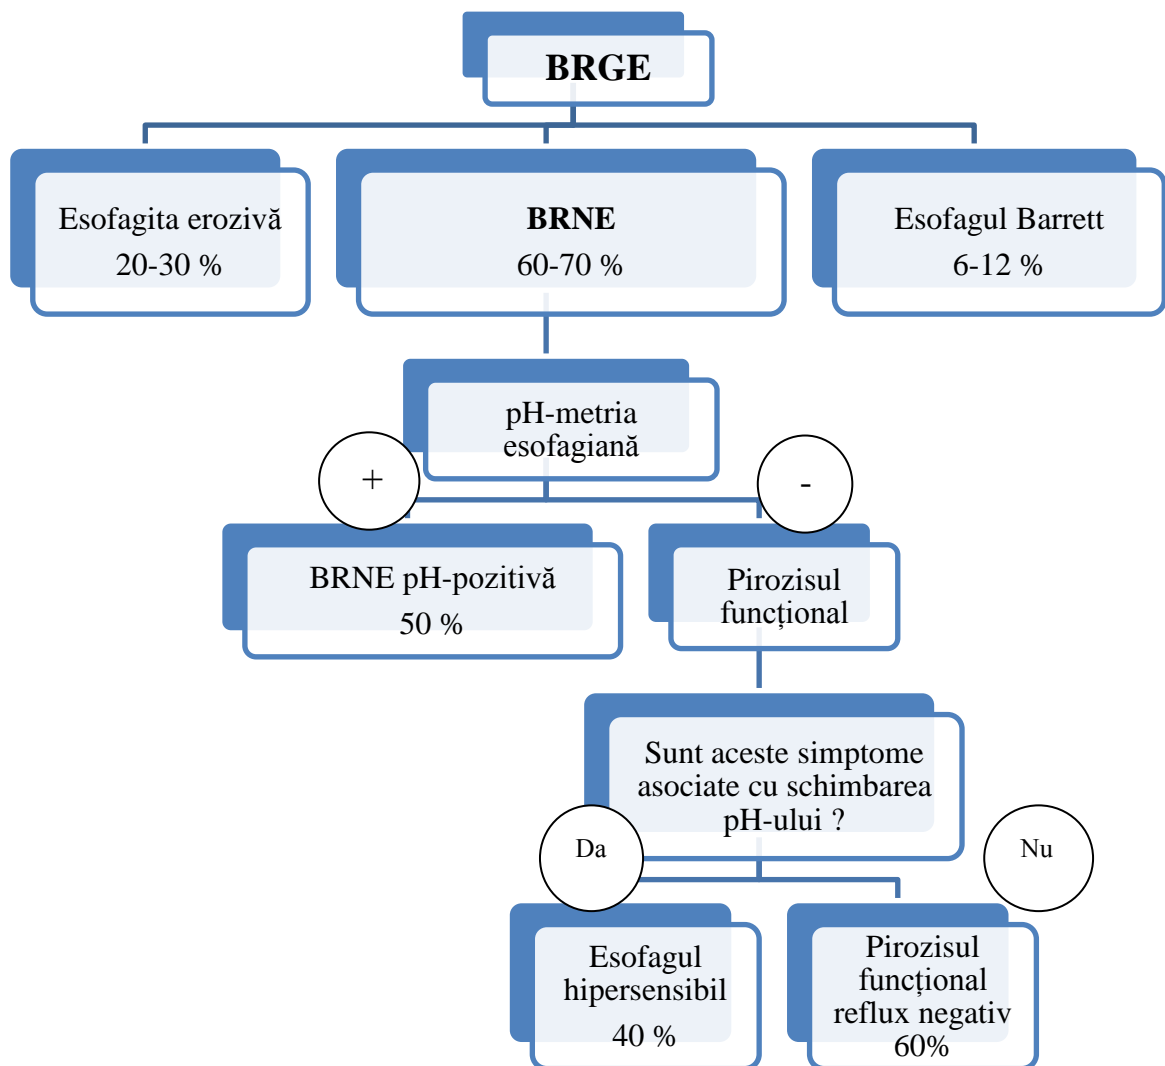 BRGE
Esofagita erozivă
20-30 %
BRNE
60-70 %
Esofagul Barrett
6-12 %
pH-metria
esofagiană
+
-
BRNE pH-pozitivă
50 %
Pirozisul
funcțional
Sunt aceste simptome
asociate cu schimbarea
pH-ului ?
Da
Nu
Esofagul
hipersensibil
40 %
Pirozisul
funcțional
reflux negativ
60%